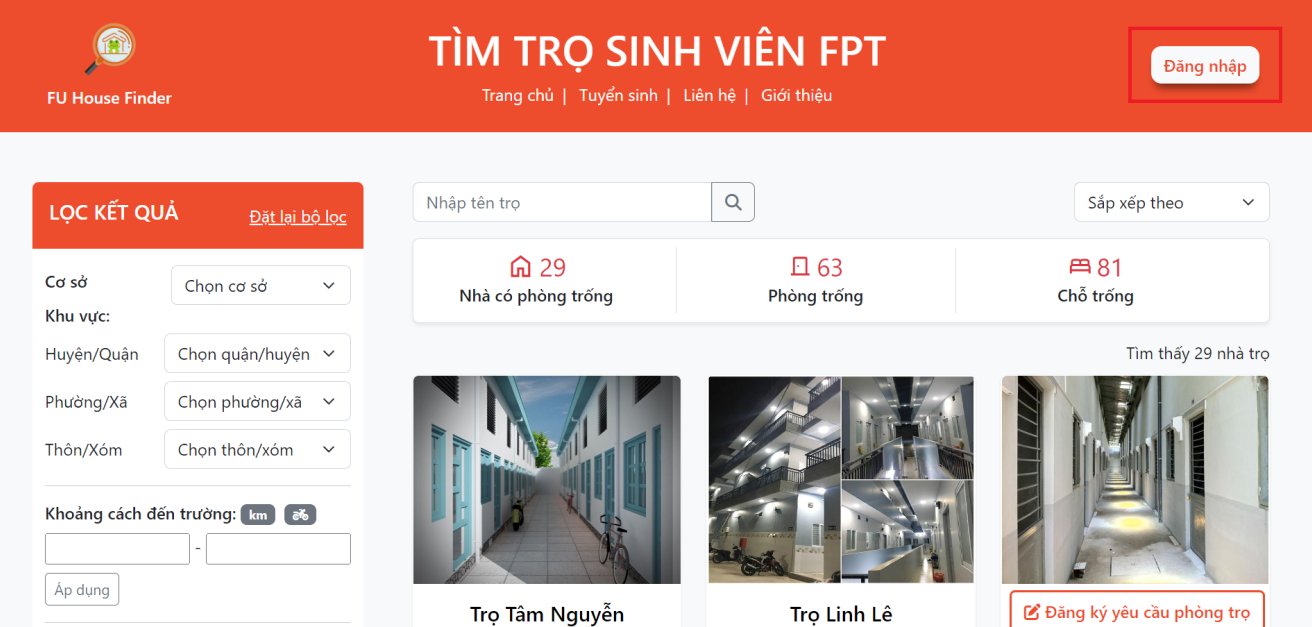 TÌM TRỌ SINH VIÊN FPT
Đăng nhập
FU House Finder
Trang chủ | Tuyển sinh | Liên hệ | Giới thiệu
LỌC KẾT QUẢ
Đặt lại bộ lọc
Cơ sở
Chọn cơ sở
Khu vực:
Huyện/Quận
Chọn quận/huyện
Phường/Xã
Chọn phường/xã
Thôn/Xóm
Chọn thôn/xóm
Khoảng cách đến trường: km
-
Áp dụng
Nhập tên trọ
Sắp xếp theo
29
Nhà có phòng trống
63
Phòng trống
81
Chỗ trống
Tìm thấy 29 nhà trọ
Trọ Tâm Nguyễn
Trọ Linh Lê
Đăng ký yêu cầu phòng trọ